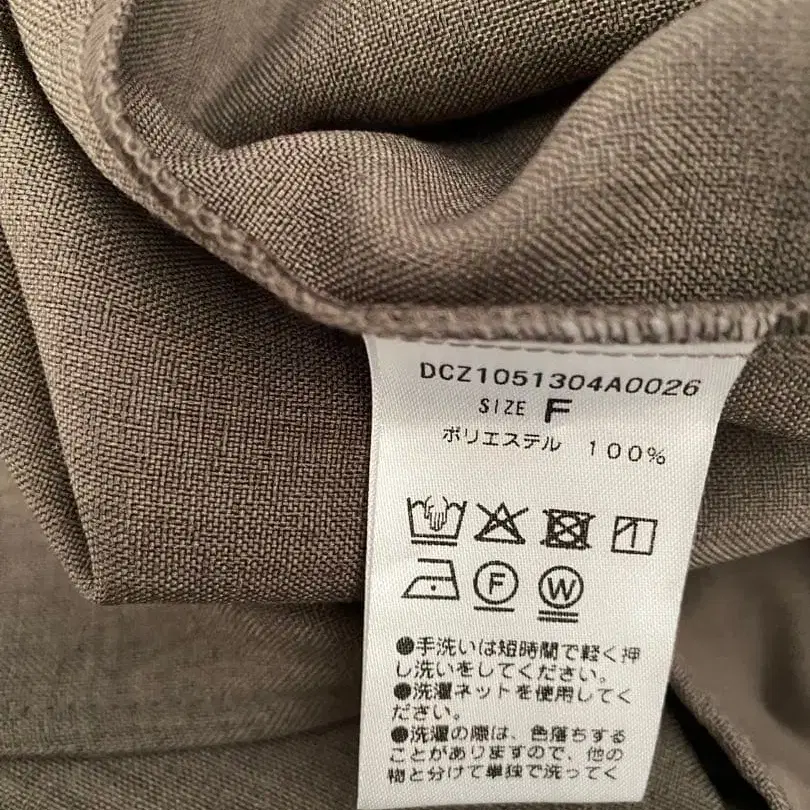 DCZ1051304A0026
SIZE F
ポリエステル 100%
F W
●手洗いは短時間で軽く押
し洗いをしてください。
●洗濯ネットを使用してく
ださい。
●洗濯の際は、色落ちする
ことがありますので、他の
物と分けて単独で洗ってく